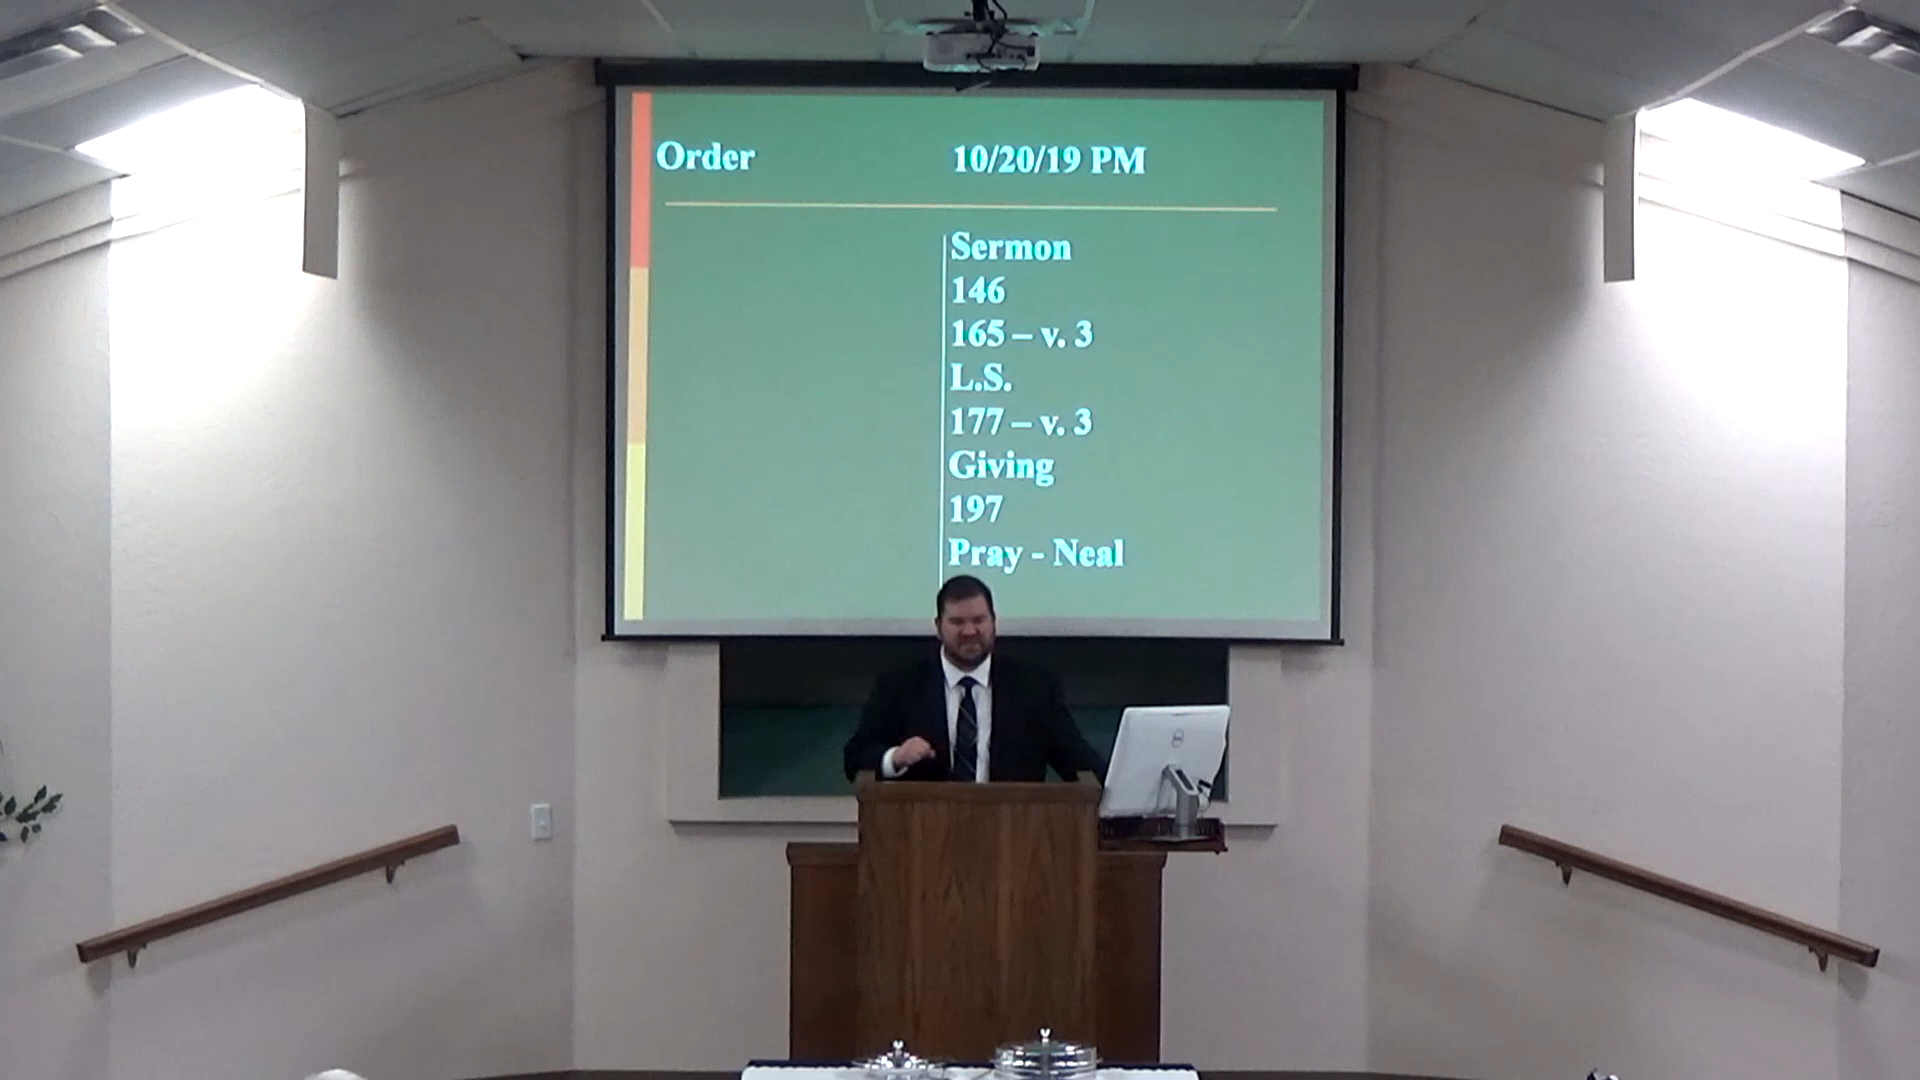 Order 10/20/19 PM
Sermon
146
165 – v. 3
L.S.
177 – v. 3
Giving
197
Pray - Neal